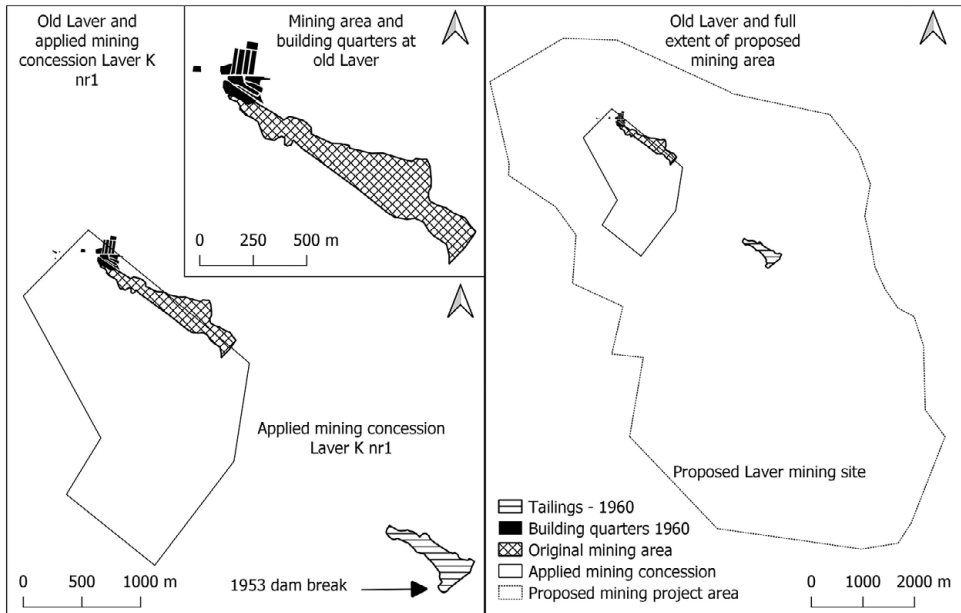 Old Laver and
applied mining
concession Laver K
nr1
Mining area and
building quarters at
old Laver
0 250 500 m
Applied mining concession
Laver K nr1
1953 dam break
0 500 1000 m
Old Laver and full
extent of proposed
mining area
Proposed Laver mining site
Tailings - 1960
Building quarters 1960
Original mining area
Applied mining concession
Proposed mining project area
0 1000 2000 m